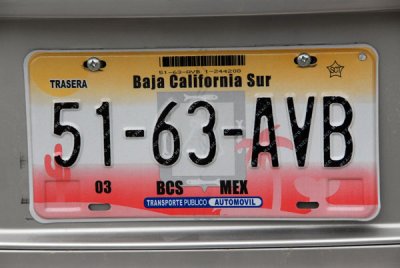 51-63-AVB 1-244200
Baja California Sur
TRASERA
51-63-AVB
03 BCS MEX
TRANSPORTE PUBLICO AUTOMOVIL